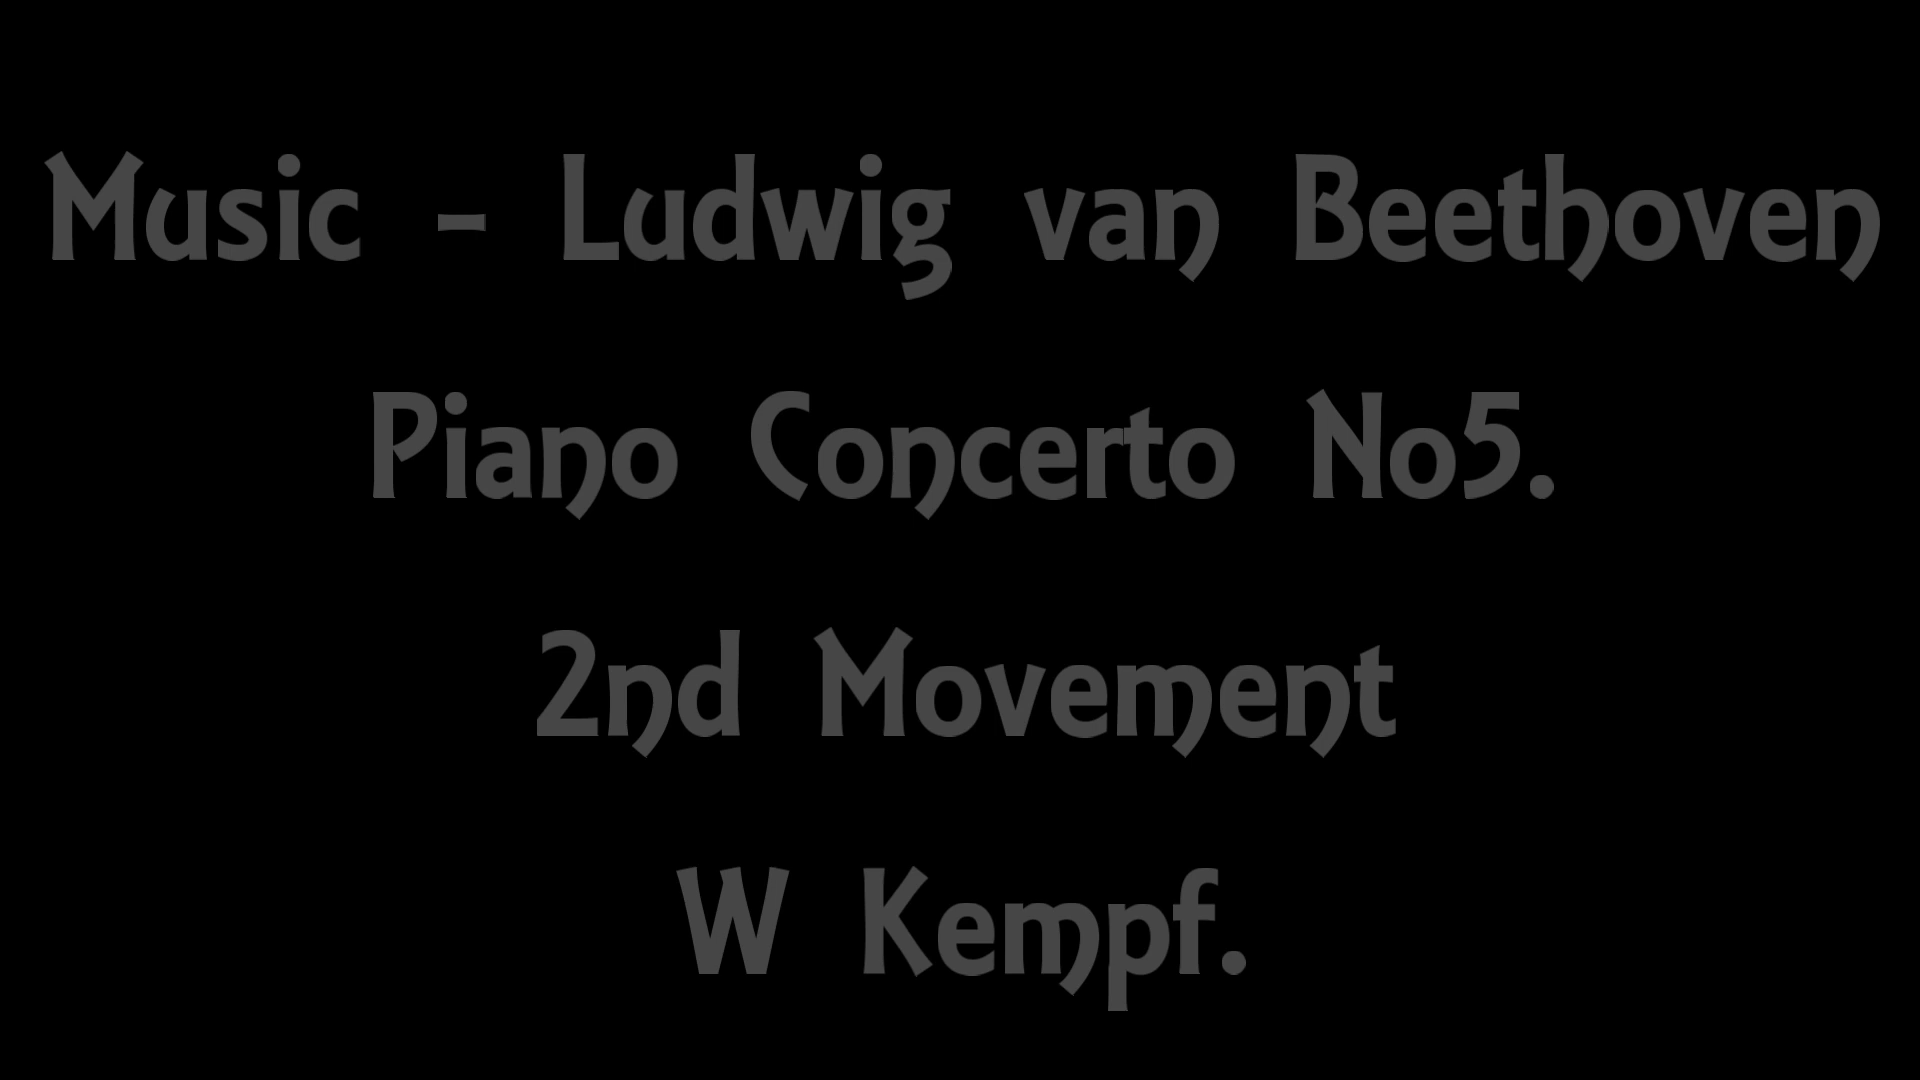 Music - Ludwig van Beethoven
Piano Concerto No5.
2nd Movement
W Kempf.